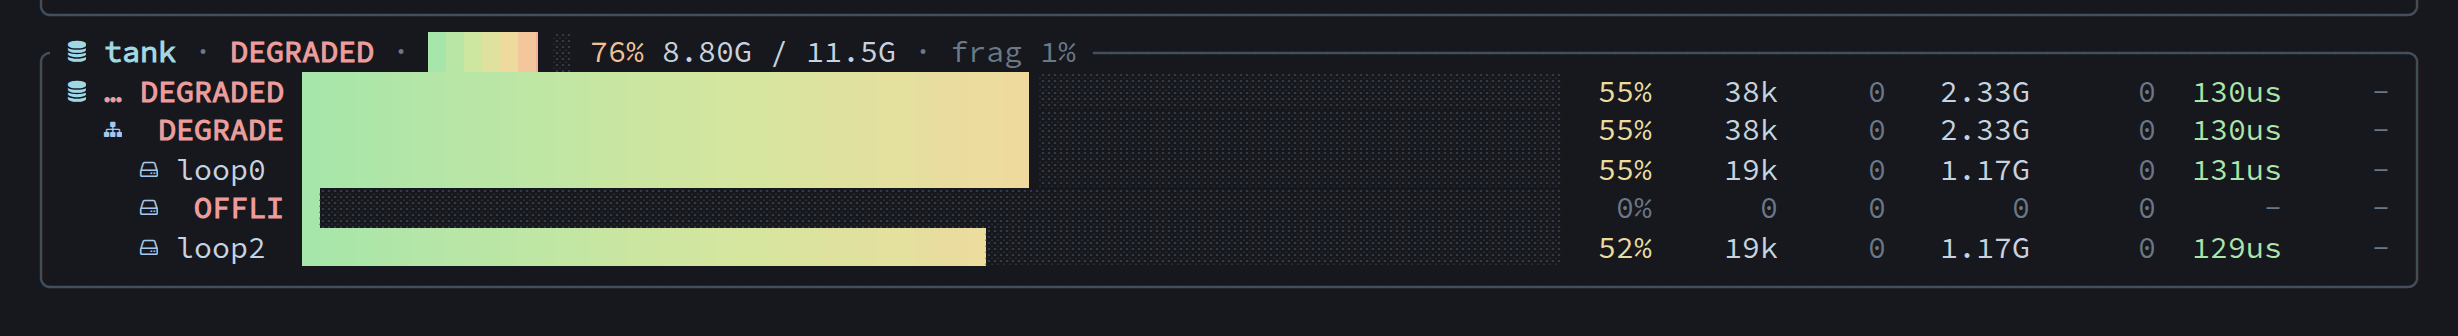 tank · DEGRADED · 76% 8.80G / 11.5G · frag 1%
… DEGRADED 55% 38k 0 2.33G 0 130us –
DEGRADE 55% 38k 0 2.33G 0 130us –
loop0 55% 19k 0 1.17G 0 131us –
OFFLI 0% 0 0 0 0 – –
loop2 52% 19k 0 1.17G 0 129us –